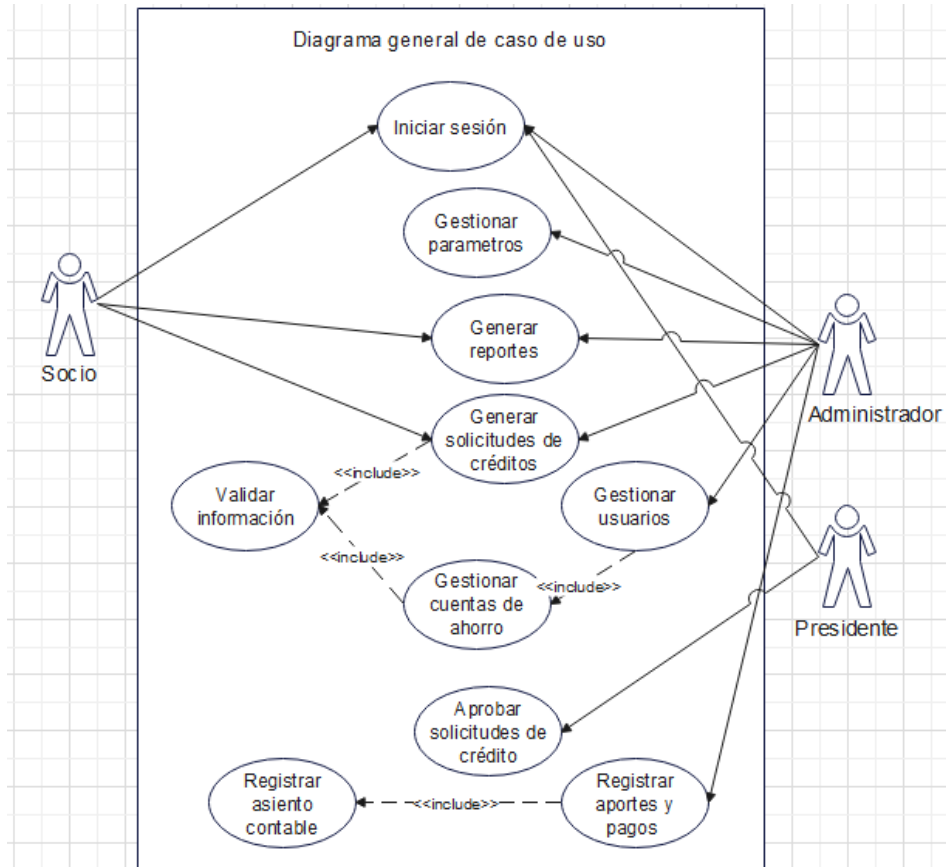 Diagrama general de caso de uso
Iniciar sesión
Gestionar
parametros
Socio
Generar
reportes
Administrador
Generar
solicitudes de
créditos
<<include>>
Validar
información
Gestionar
usuarios
<<include>>
Gestionar
cuentas de
ahorro
<<include>>
Presidente
Aprobar
solicitudes de
crédito
Registrar
asiento
contable
<<include>>
Registrar
aportes y
pagos